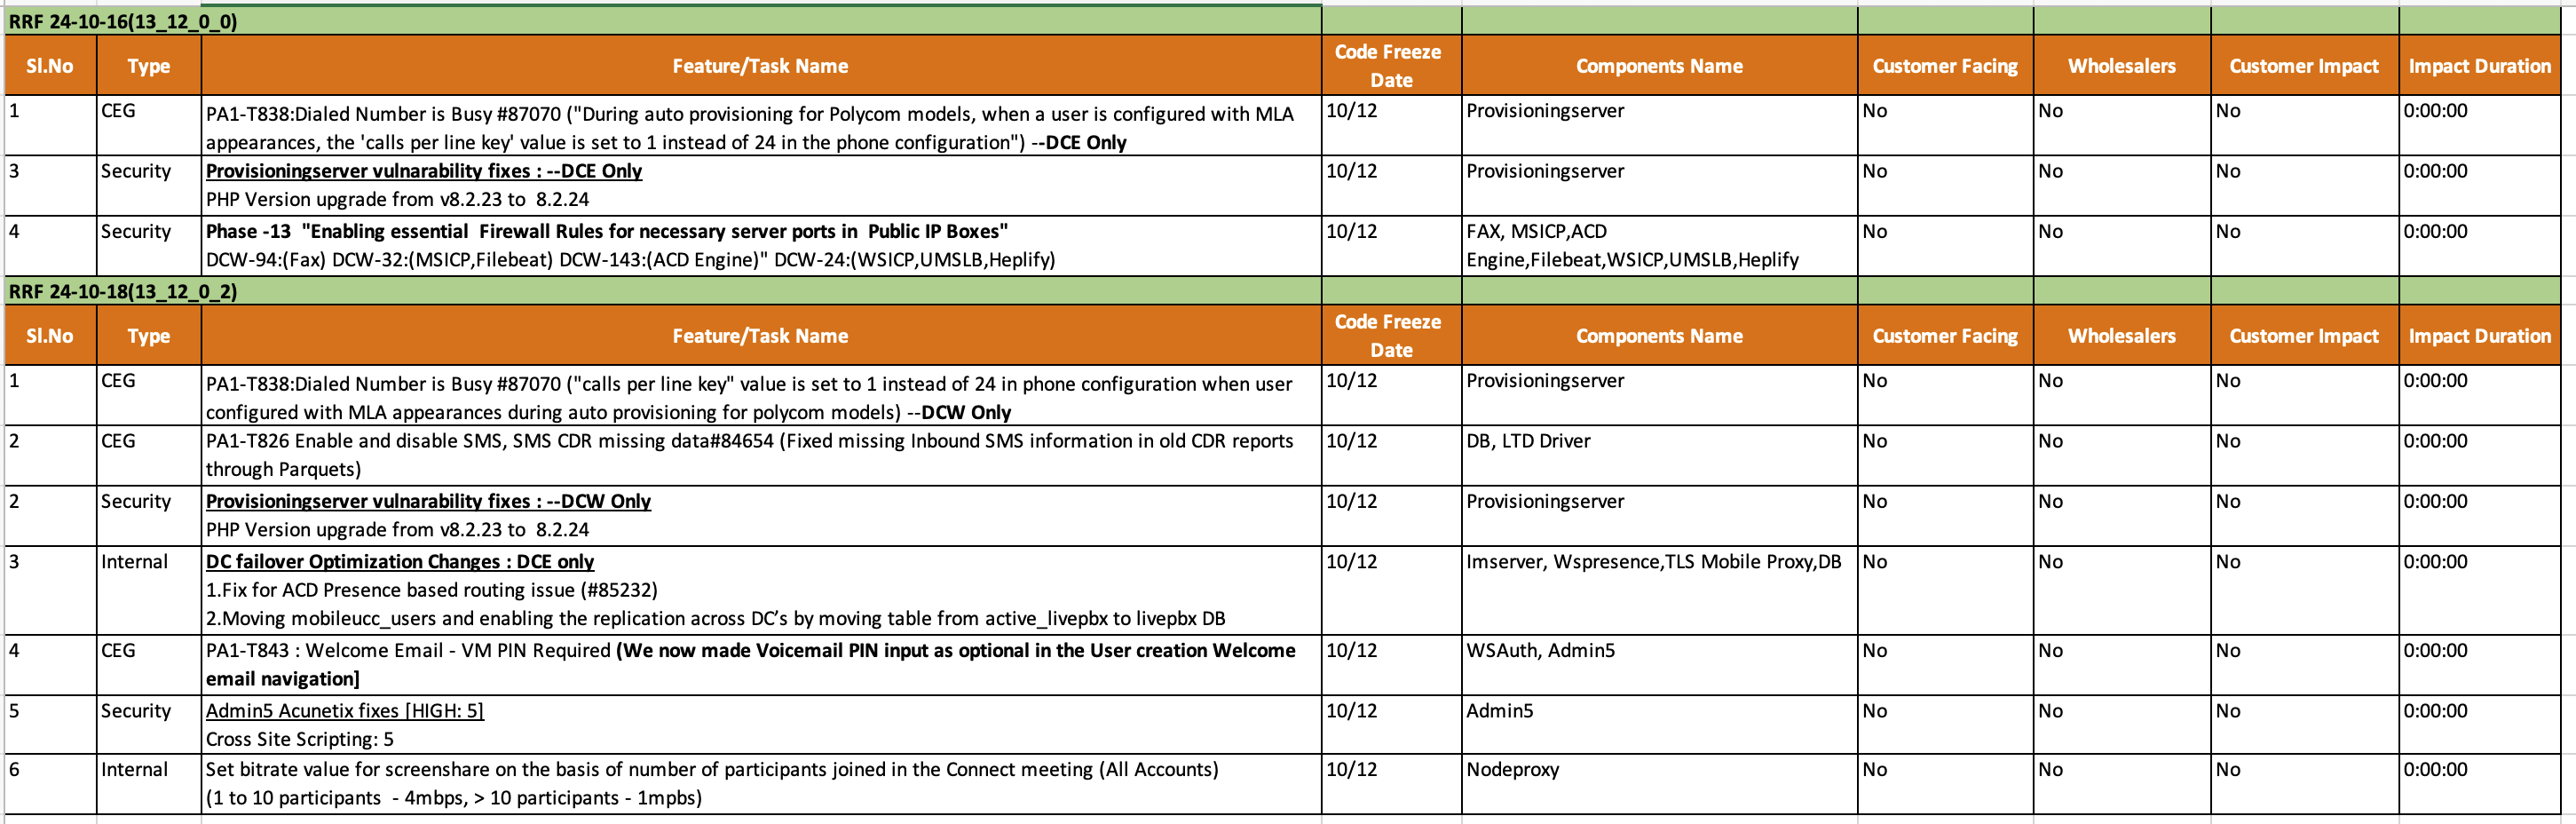 RRF 24-10-16(13_12_0_0)
Sl.No Type Feature/Task Name Code Freeze Date Components Name Customer Facing Wholesalers Customer Impact Impact Duration
1 CEG PA1-T838:Dialed Number is Busy #87070 ("During auto provisioning for Polycom models, when a user is configured with MLA 10/12 Provisioningserver No No No 0:00:00
appearances, the 'calls per line key' value is set to 1 instead of 24 in the phone configuration") --DCE Only
3 Security Provisioningserver vulnarability fixes : --DCE Only 10/12 Provisioningserver No No No 0:00:00
PHP Version upgrade from v8.2.23 to  8.2.24
4 Security Phase -13  "Enabling essential  Firewall Rules for necessary server ports in  Public IP Boxes" 10/12 FAX, MSICP,ACD No No No 0:00:00
DCW-94:(Fax) DCW-32:(MSICP,Filebeat) DCW-143:(ACD Engine)" DCW-24:(WSICP,UMSLB,Heplify) Engine,Filebeat,WSICP,UMSLB,Heplify
RRF 24-10-18(13_12_0_2)
Sl.No Type Feature/Task Name Code Freeze Date Components Name Customer Facing Wholesalers Customer Impact Impact Duration
1 CEG PA1-T838:Dialed Number is Busy #87070 ("calls per line key" value is set to 1 instead of 24 in phone configuration when user 10/12 Provisioningserver No No No 0:00:00
configured with MLA appearances during auto provisioning for polycom models) --DCW Only
2 CEG PA1-T826 Enable and disable SMS, SMS CDR missing data#84654 (Fixed missing Inbound SMS information in old CDR reports 10/12 DB, LTD Driver No No No 0:00:00
through Parquets)
2 Security Provisioningserver vulnarability fixes : --DCW Only 10/12 Provisioningserver No No No 0:00:00
PHP Version upgrade from v8.2.23 to  8.2.24
3 Internal DC failover Optimization Changes : DCE only 10/12 Imserver, Wspresence,TLS Mobile Proxy,DB No No No 0:00:00
1.Fix for ACD Presence based routing issue (#85232)
2.Moving mobileucc_users and enabling the replication across DC’s by moving table from active_livepbx to livepbx DB
4 CEG PA1-T843 : Welcome Email - VM PIN Required (We now made Voicemail PIN input as optional in the User creation Welcome 10/12 WSAuth, Admin5 No No No 0:00:00
email navigation]
5 Security Admin5 Acunetix fixes [HIGH: 5] 10/12 Admin5 No No No 0:00:00
Cross Site Scripting: 5
6 Internal Set bitrate value for screenshare on the basis of number of participants joined in the Connect meeting (All Accounts) 10/12 Nodeproxy No No No 0:00:00
(1 to 10 participants  - 4mbps, > 10 participants - 1mpbs)